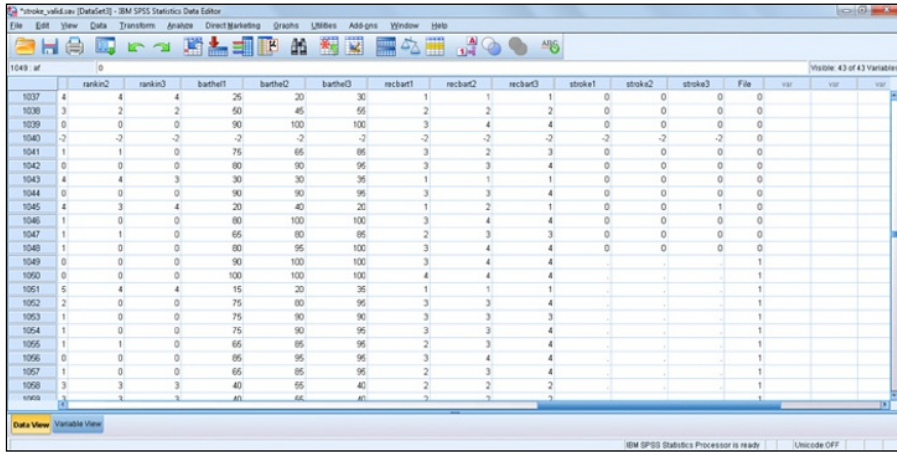 *stroke_valid.sav [DataSet3] - IBM SPSS Statistics Data Editor
File Edit View Data Transform Analyze Direct Marketing Graphs Utilities Add-ons Window Help
1049 : af 0 Visible: 43 of 43 Variables
rankin2 rankin3 barthel1 barthel2 barthel3 recbart1 recbart2 recbart3 stroke1 stroke2 stroke3 File var var var
1037 4 4 4 25 20 30 1 1 1 0 0 0 0
1038 3 2 2 50 45 55 2 2 2 0 0 0 0
1039 0 0 0 90 100 100 3 4 4 0 0 0 0
1040 -2 -2 -2 -2 -2 -2 -2 -2 -2 -2 -2 -2 0
1041 1 1 0 75 65 85 3 2 3 0 0 0 0
1042 0 0 0 80 90 95 3 3 4 0 0 0 0
1043 4 4 3 30 30 35 1 1 1 0 0 0 0
1044 0 0 0 90 90 95 3 3 4 0 0 0 0
1045 4 3 4 20 40 20 1 2 1 0 0 1 0
1046 1 0 0 80 100 100 3 4 4 0 0 0 0
1047 1 1 0 65 80 85 2 3 3 0 0 0 0
1048 1 0 0 80 95 100 3 4 4 0 0 0 0
1049 0 0 0 90 100 100 3 4 4 . . . 1
1050 0 0 0 100 100 100 4 4 4 . . . 1
1051 5 4 4 15 20 35 1 1 1 . . . 1
1052 2 0 0 75 80 95 3 3 4 . . . 1
1053 1 0 0 75 90 90 3 3 3 . . . 1
1054 1 0 0 75 90 95 3 3 4 . . . 1
1055 1 1 0 65 85 95 2 3 4 . . . 1
1056 0 0 0 85 95 95 3 4 4 . . . 1
1057 1 0 0 65 85 95 2 3 4 . . . 1
1058 3 3 3 40 55 40 2 2 2 . . . 1
1059 3 3 3 40 55 40 2 2 2 1
Data View Variable View
IBM SPSS Statistics Processor is ready Unicode:OFF